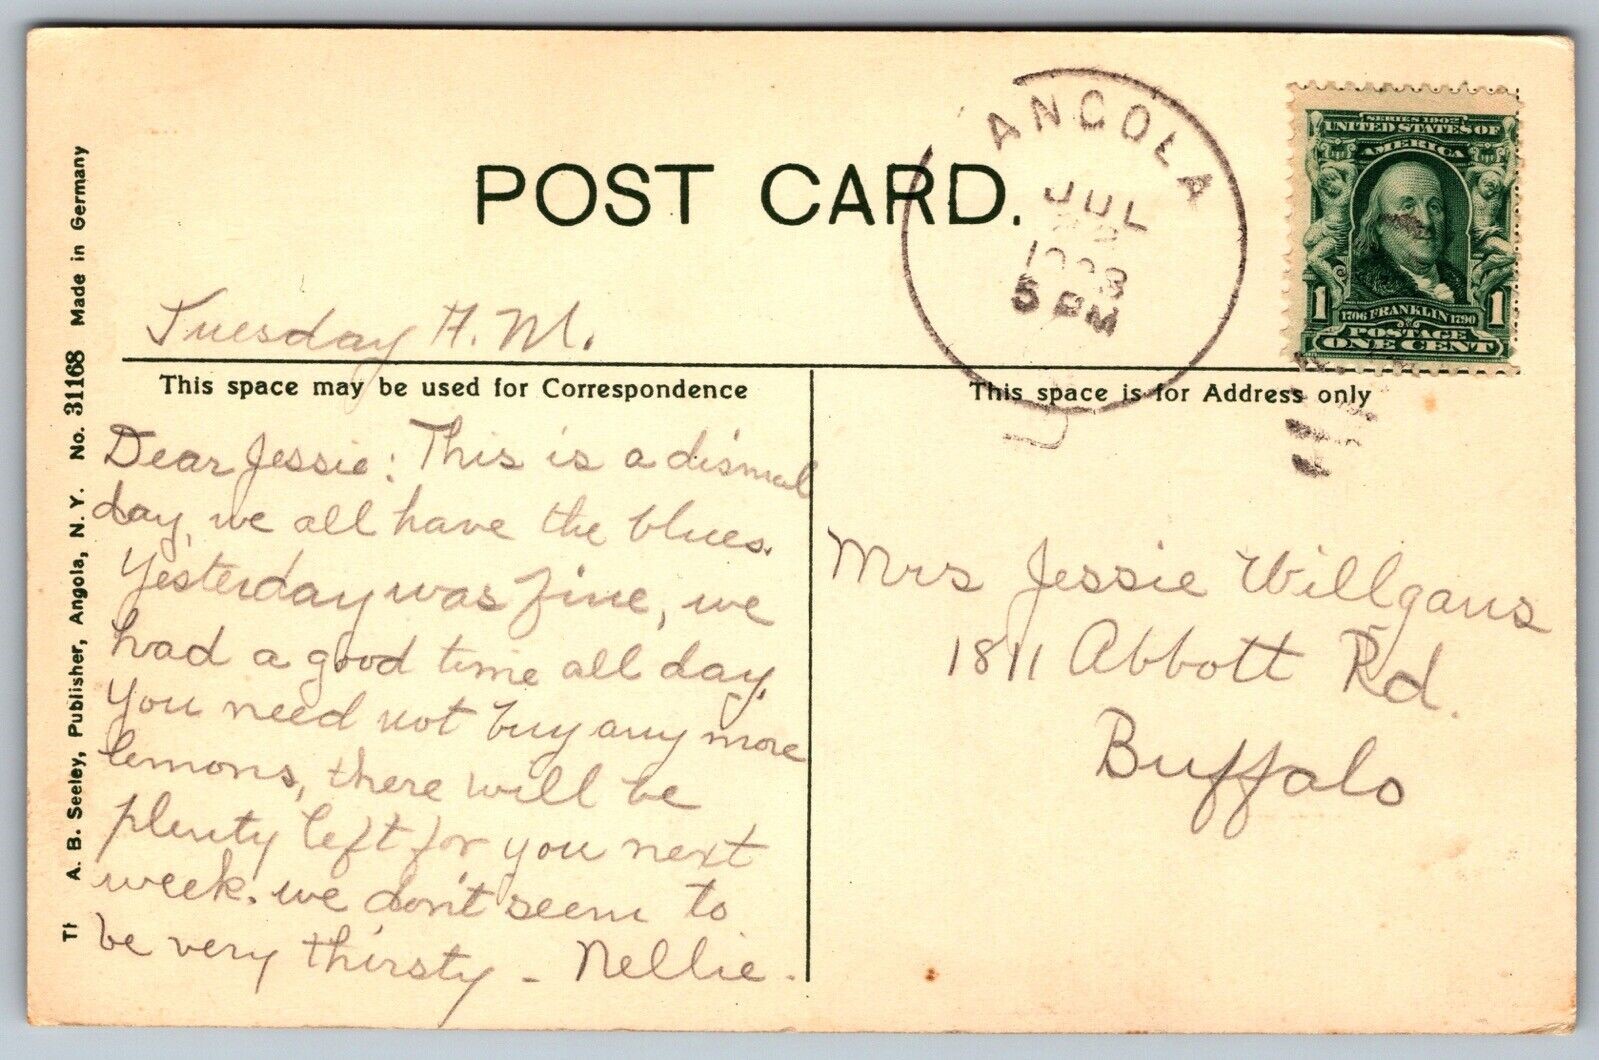 POST CARD.
ANGOLA
JUL
1908
5 PM
SERIES 1902
UNITED STATES OF
AMERICA
1706 FRANKLIN 1790
1 1
POSTAGE
ONE CENT
Tuesday A.M.
This space may be used for Correspondence
This space is for Address only
Dear Jessie: This is a dismal
day, we all have the blues.
Yesterday was fine, we
had a good time all day,
you need not buy any more
lemons, there will be
plenty left for you next
week. we don't seem to
be very thirsty - Nellie.
Mrs Jessie Willgaus
1811 Abbott Rd.
Buffalo
A. B. Seeley, Publisher, Angola, N. Y. No. 31168 Made in Germany